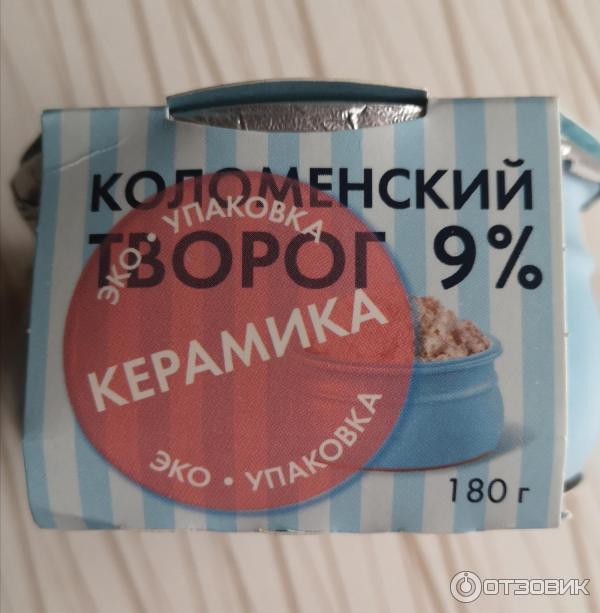 КОЛОМЕНСКИЙ
ТВОРОГ 9%
ЭКО • УПАКОВКА
КЕРАМИКА
ЭКО • УПАКОВКА
180 г
ОТЗОВИК